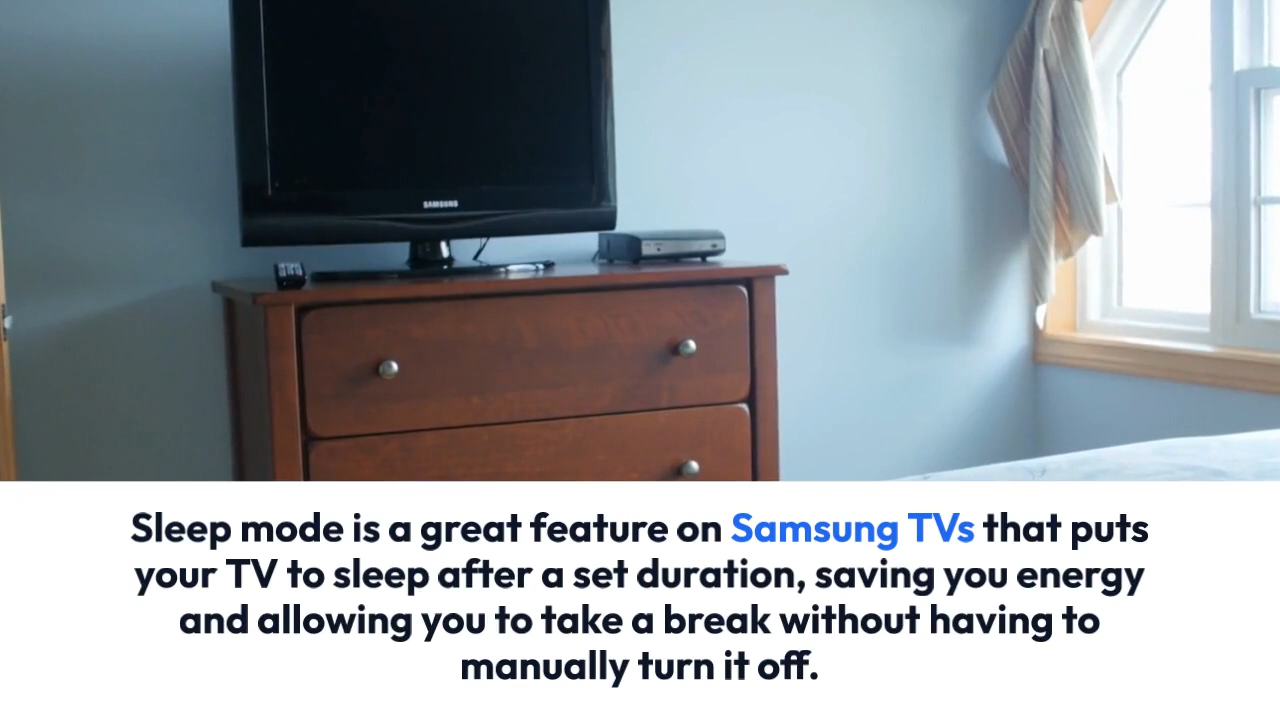 SAMSUNG
Sleep mode is a great feature on Samsung TVs that puts
your TV to sleep after a set duration, saving you energy
and allowing you to take a break without having to
manually turn it off.